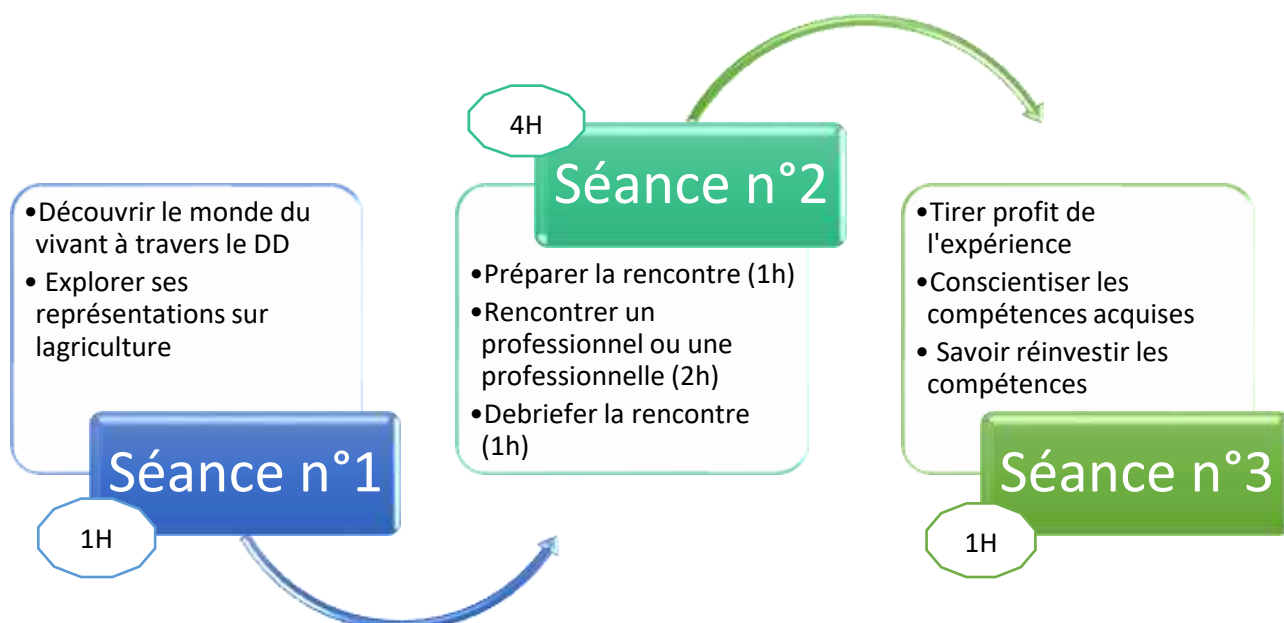 •Découvrir le monde du
vivant à travers le DD
• Explorer ses
représentations sur
lagriculture
Séance n°1
1H
4H
Séance n°2
•Préparer la rencontre (1h)
•Rencontrer un
professionnel ou une
professionnelle (2h)
•Debriefer la rencontre
(1h)
•Tirer profit de
l'expérience
•Conscientiser les
compétences acquises
• Savoir réinvestir les
compétences
Séance n°3
1H